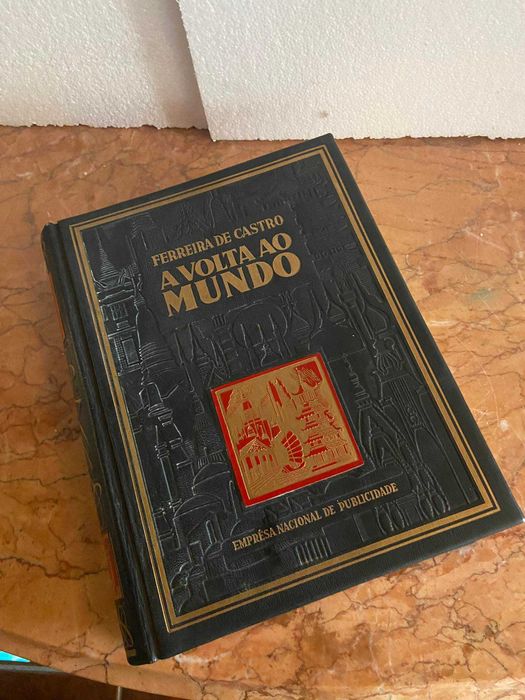 FERREIRA DE CASTRO
A VOLTA AO
MUNDO
EMPRÊSA NACIONAL DE PUBLICIDADE